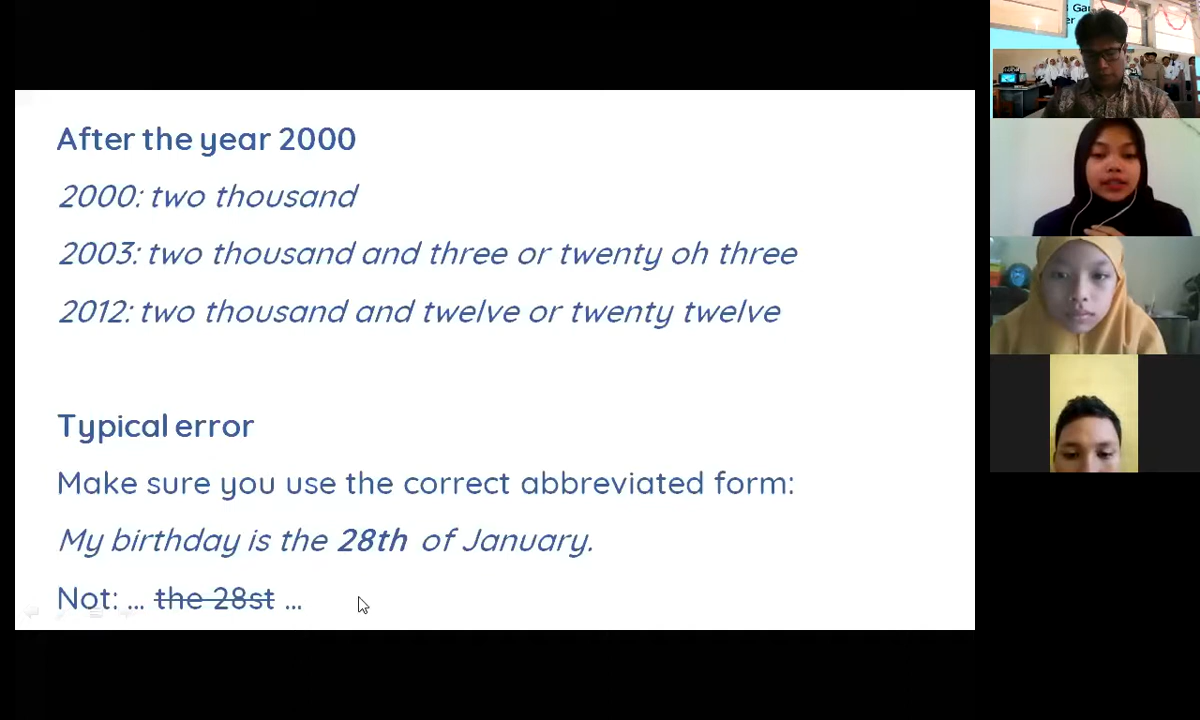 After the year 2000
2000: two thousand
2003: two thousand and three or twenty oh three
2012: two thousand and twelve or twenty twelve
Typical error
Make sure you use the correct abbreviated form:
My birthday is the 28th of January.
Not: ... the 28st ...